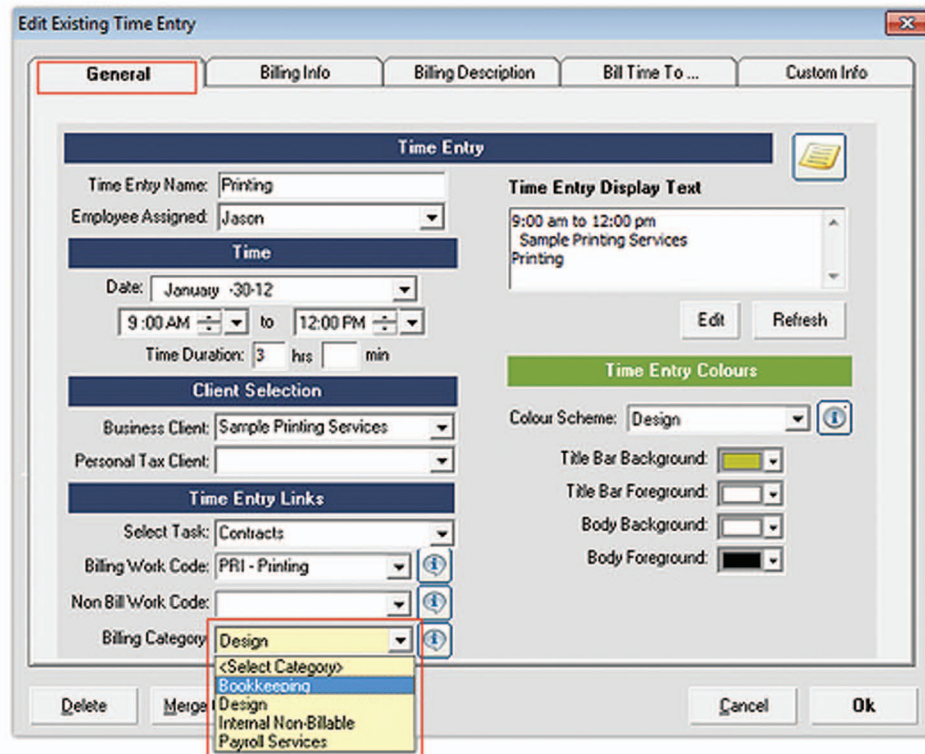 Edit Existing Time Entry
General
Billing Info
Billing Description
Bill Time To ...
Custom Info
Time Entry
Time Entry Name: Printing
Employee Assigned: Jason
Time Entry Display Text
9:00 am to 12:00 pm
Sample Printing Services
Printing
Edit
Refresh
Time
Date: January -30-12
9 :00 AM to 12:00 PM
Time Duration: 3 hrs min
Client Selection
Business Client: Sample Printing Services
Personal Tax Client:
Time Entry Links
Select Task: Contracts
Billing Work Code: PRI - Printing
Non Bill Work Code:
Billing Category Design
<Select Category>
Bookkeeping
Design
Internal Non-Billable
Payroll Services
Time Entry Colours
Colour Scheme: Design
Title Bar Background:
Title Bar Foreground:
Body Background:
Body Foreground:
Delete
Merge
Cancel
Ok